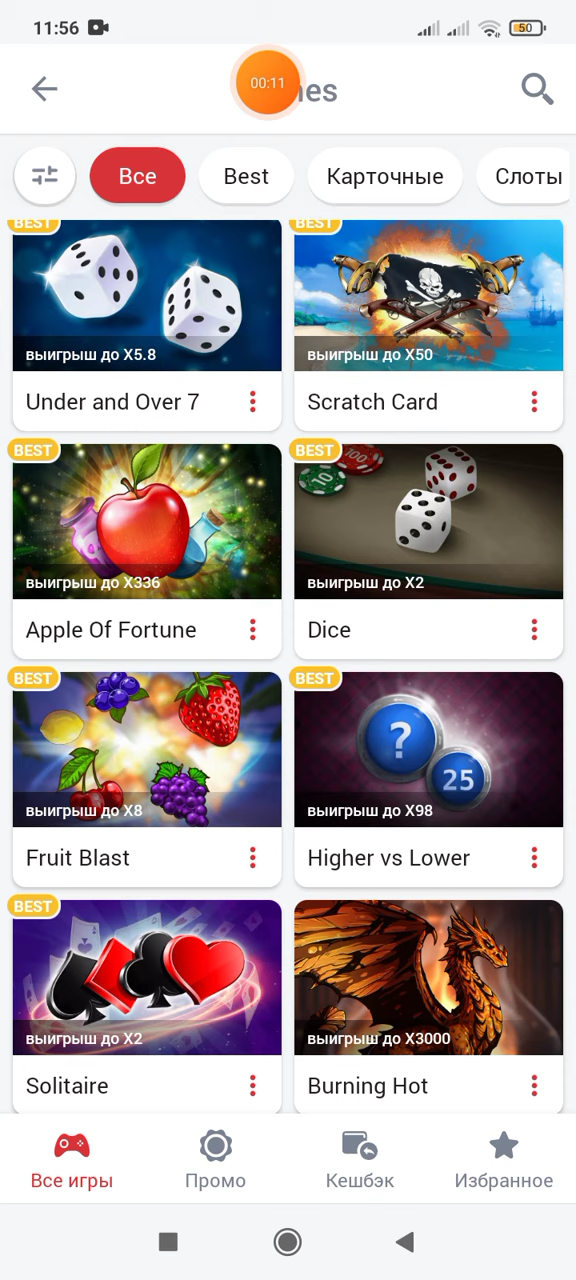 11:56
50
00:11
Все
Best
Карточные
Слоты
BEST
BEST
выигрыш до X5.8
выигрыш до X50
Under and Over 7
Scratch Card
BEST
BEST
10
100
выигрыш до X336
выигрыш до X2
Apple Of Fortune
Dice
BEST
BEST
?
25
выигрыш до X8
выигрыш до X98
Fruit Blast
Higher vs Lower
BEST
выигрыш до X2
выигрыш до X3000
Solitaire
Burning Hot
Все игры
Промо
Кешбэк
Избранное